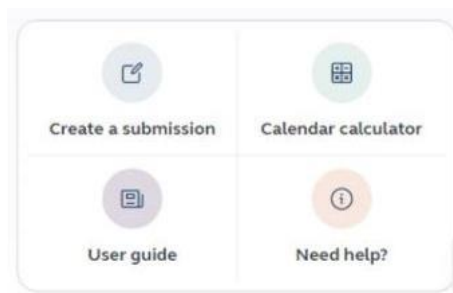 Create a submission
Calendar calculator
User guide
Need help?